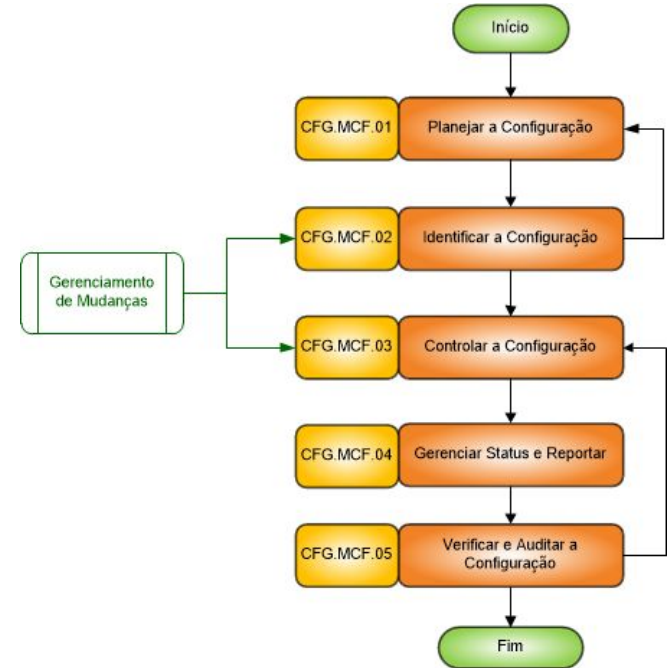 Início
CFG.MCF.01
Planejar a Configuração
CFG.MCF.02
Identificar a Configuração
Gerenciamento
de Mudanças
CFG.MCF.03
Controlar a Configuração
CFG.MCF.04
Gerenciar Status e Reportar
CFG.MCF.05
Verificar e Auditar a
Configuração
Fim